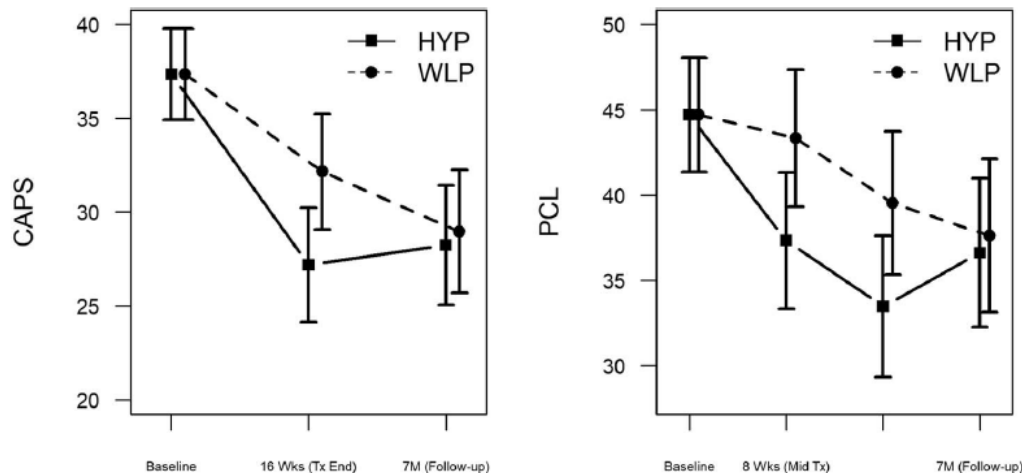 CAPS
40
35
30
25
20
HYP
WLP
Baseline
16 Wks (Tx End)
7M (Follow-up)
PCL
50
45
40
35
30
HYP
WLP
Baseline
8 Wks (Mid Tx)
7M (Follow-up)